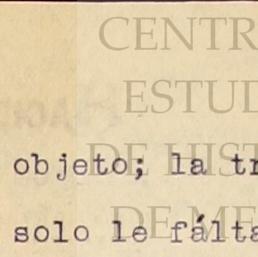 CENTR
ESTUD
DE HIST
objeto; la tr
DE ME
solo le fálta